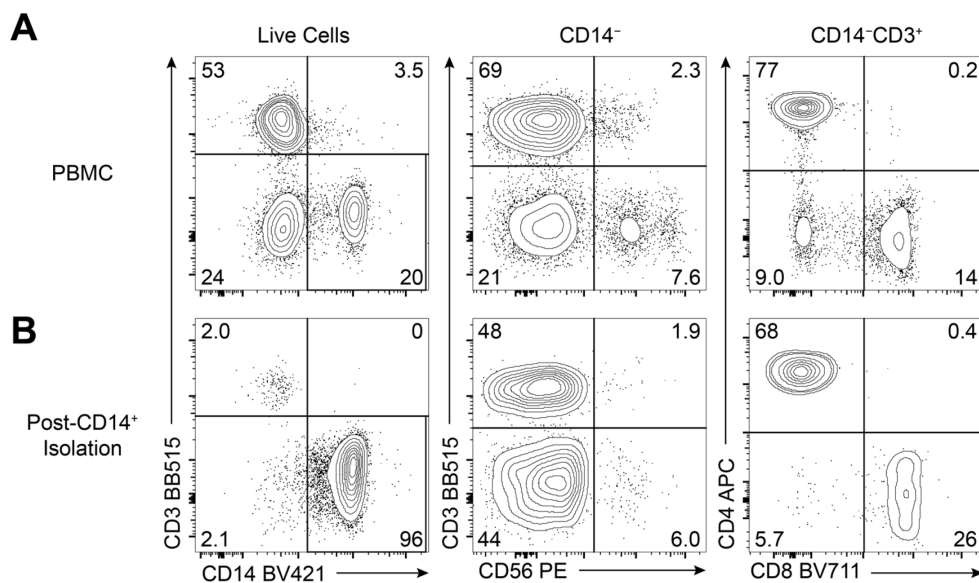 A
Live Cells
CD14⁻
CD14⁻CD3⁺
PBMC
53
3.5
24
20
69
2.3
21
7.6
77
0.2
9.0
14
B
Post-CD14⁺
Isolation
2.0
0
2.1
96
48
1.9
44
6.0
68
0.4
5.7
26
CD3 BB515
CD14 BV421
CD3 BB515
CD56 PE
CD4 APC
CD8 BV711